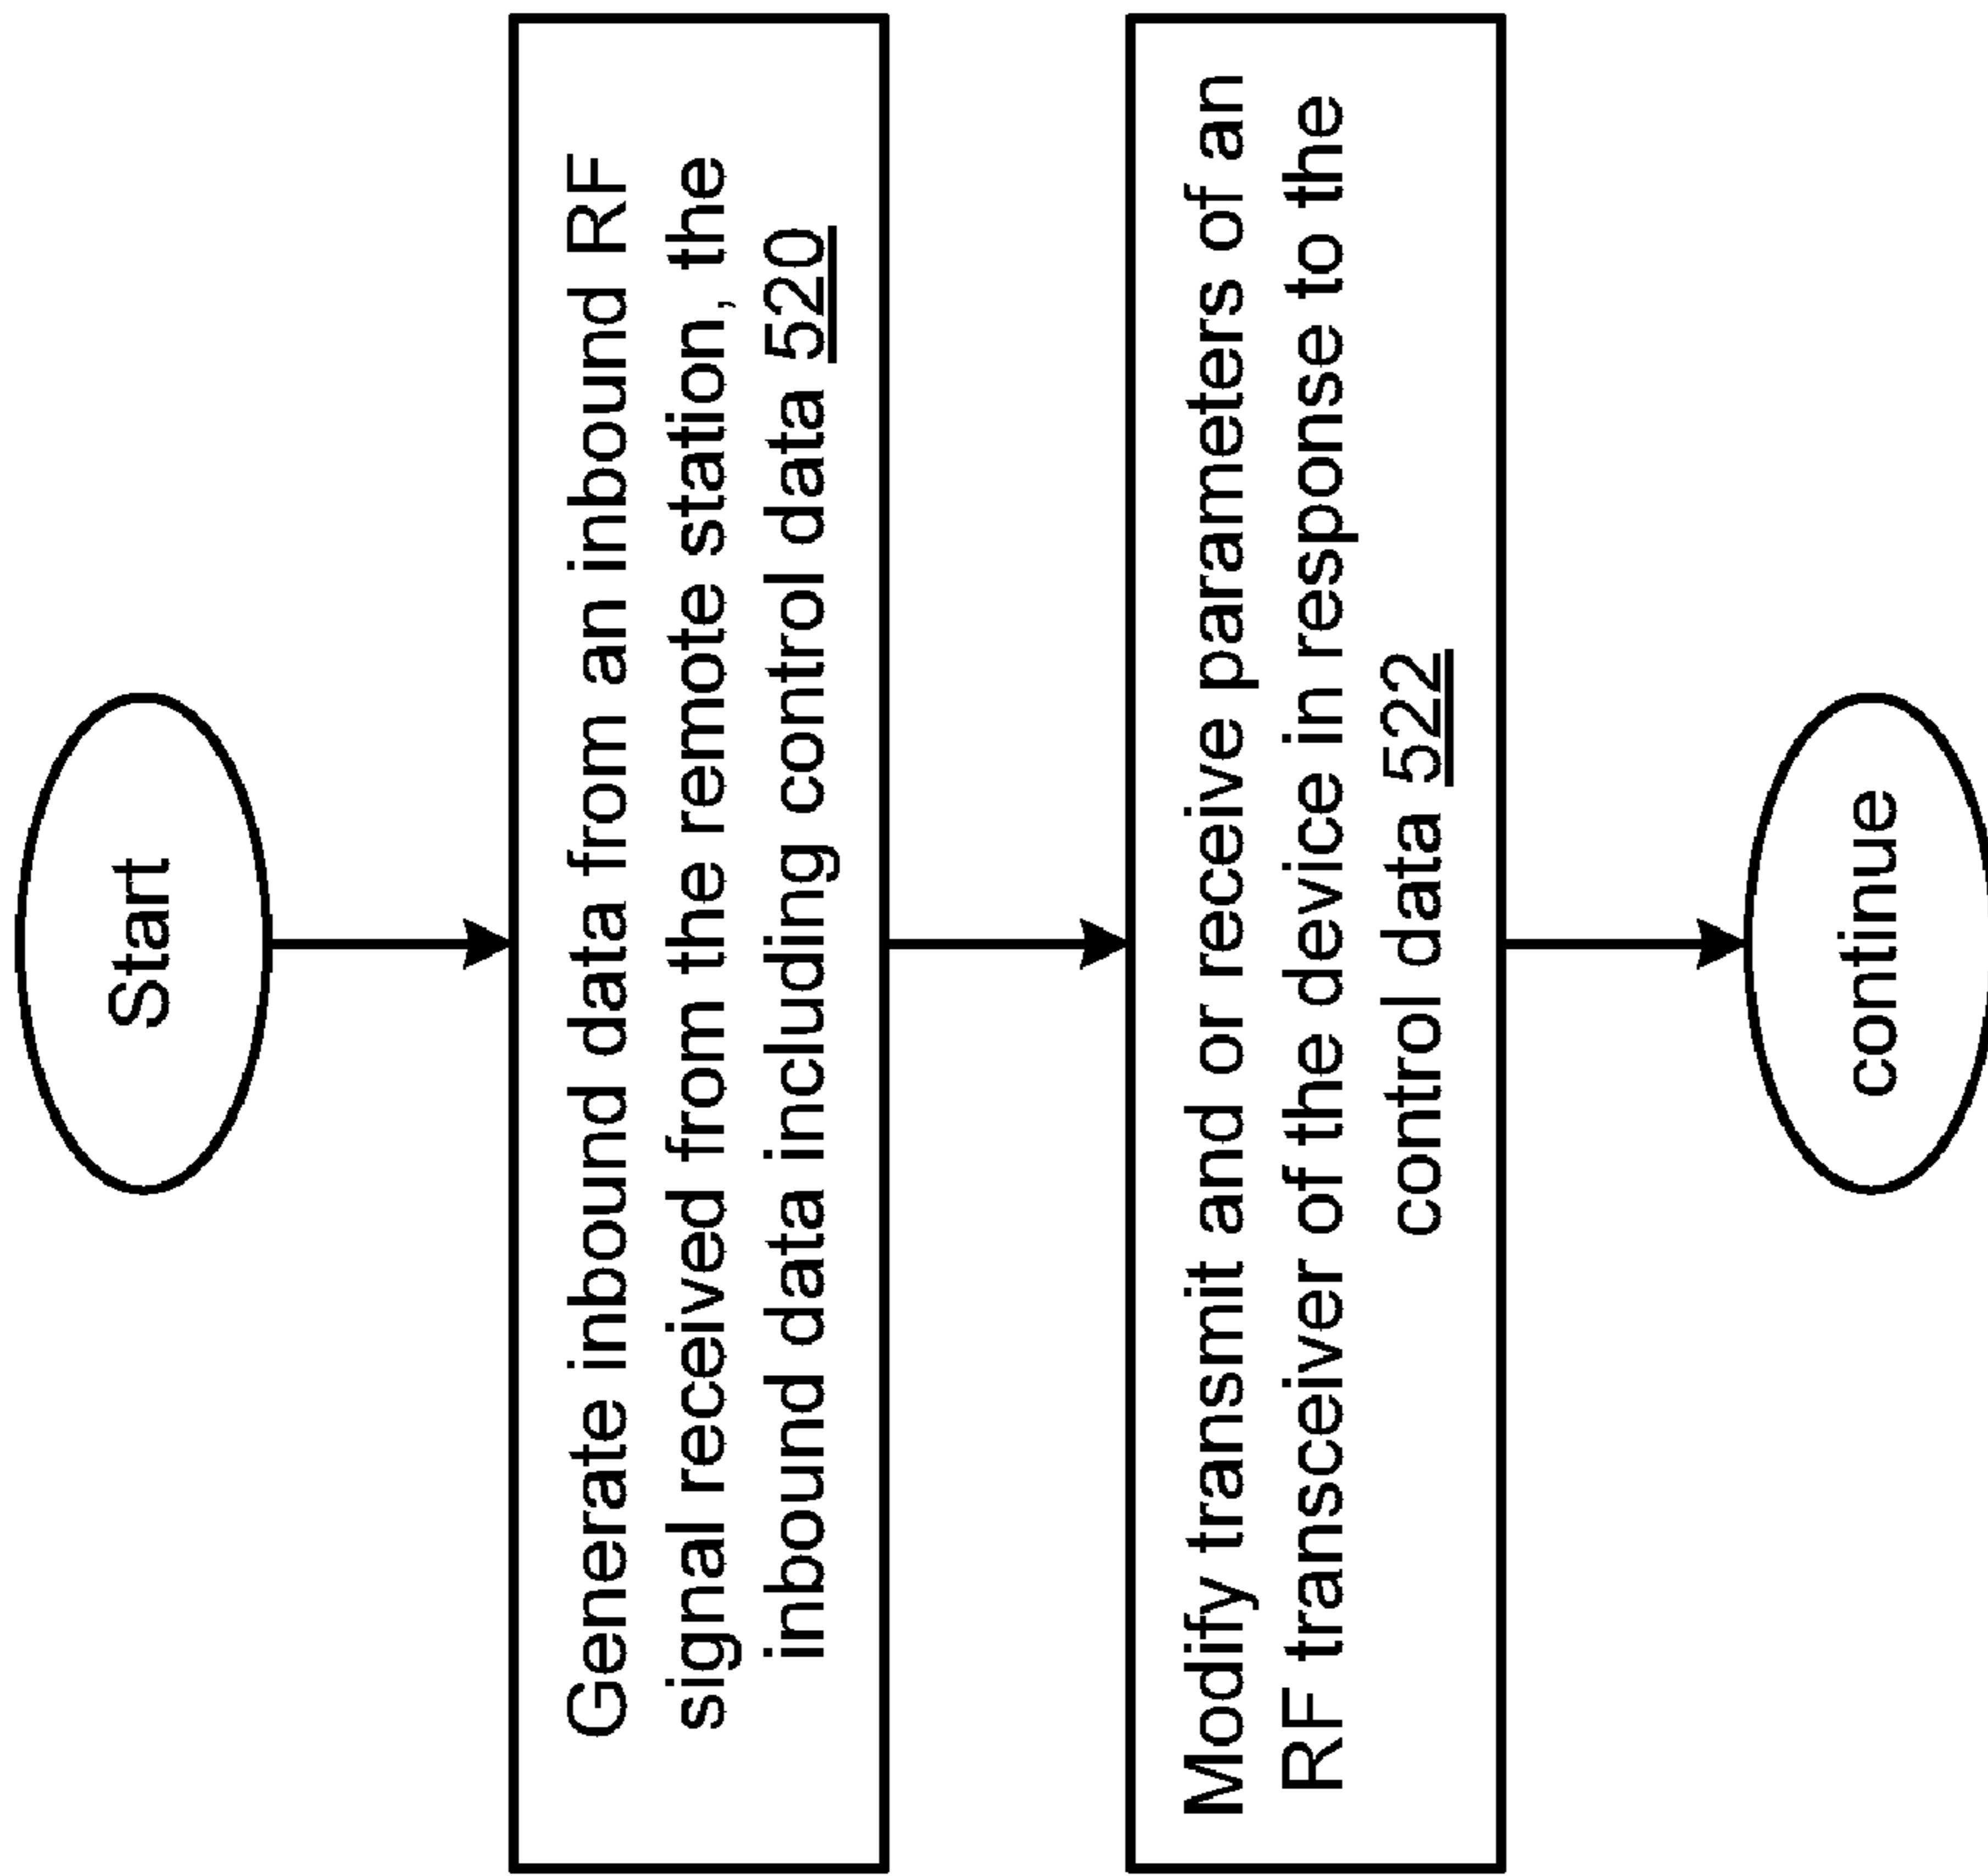 Start
Generate inbound data from an inbound RF
signal received from the remote station, the
inbound data including control data 520
Modify transmit and or receive parameters of an
RF transceiver of the device in response to the
control data 522
continue